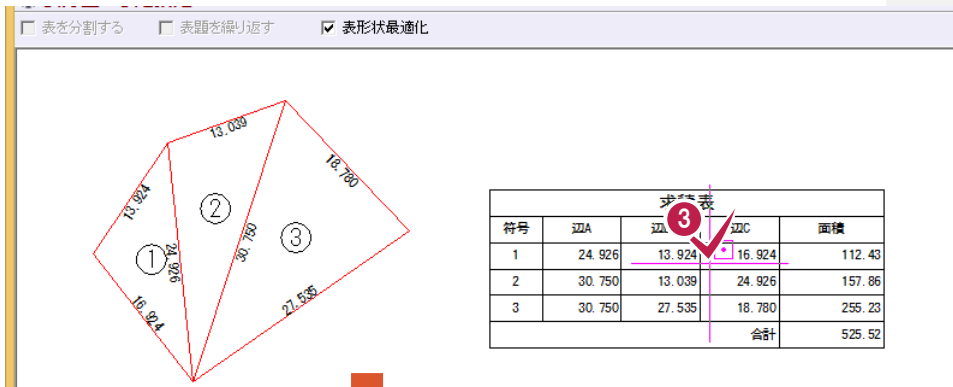 表を分割する 表題を繰り返す 表形状最適化
13.039
18.780
13.924
②
③
①
24.926
30.750
16.924
27.535
求積表
3
符号 辺A 辺C 面積
1 24.926 13.924 16.924 112.43
2 30.750 13.039 24.926 157.86
3 30.750 27.535 18.780 255.23
合計 525.52